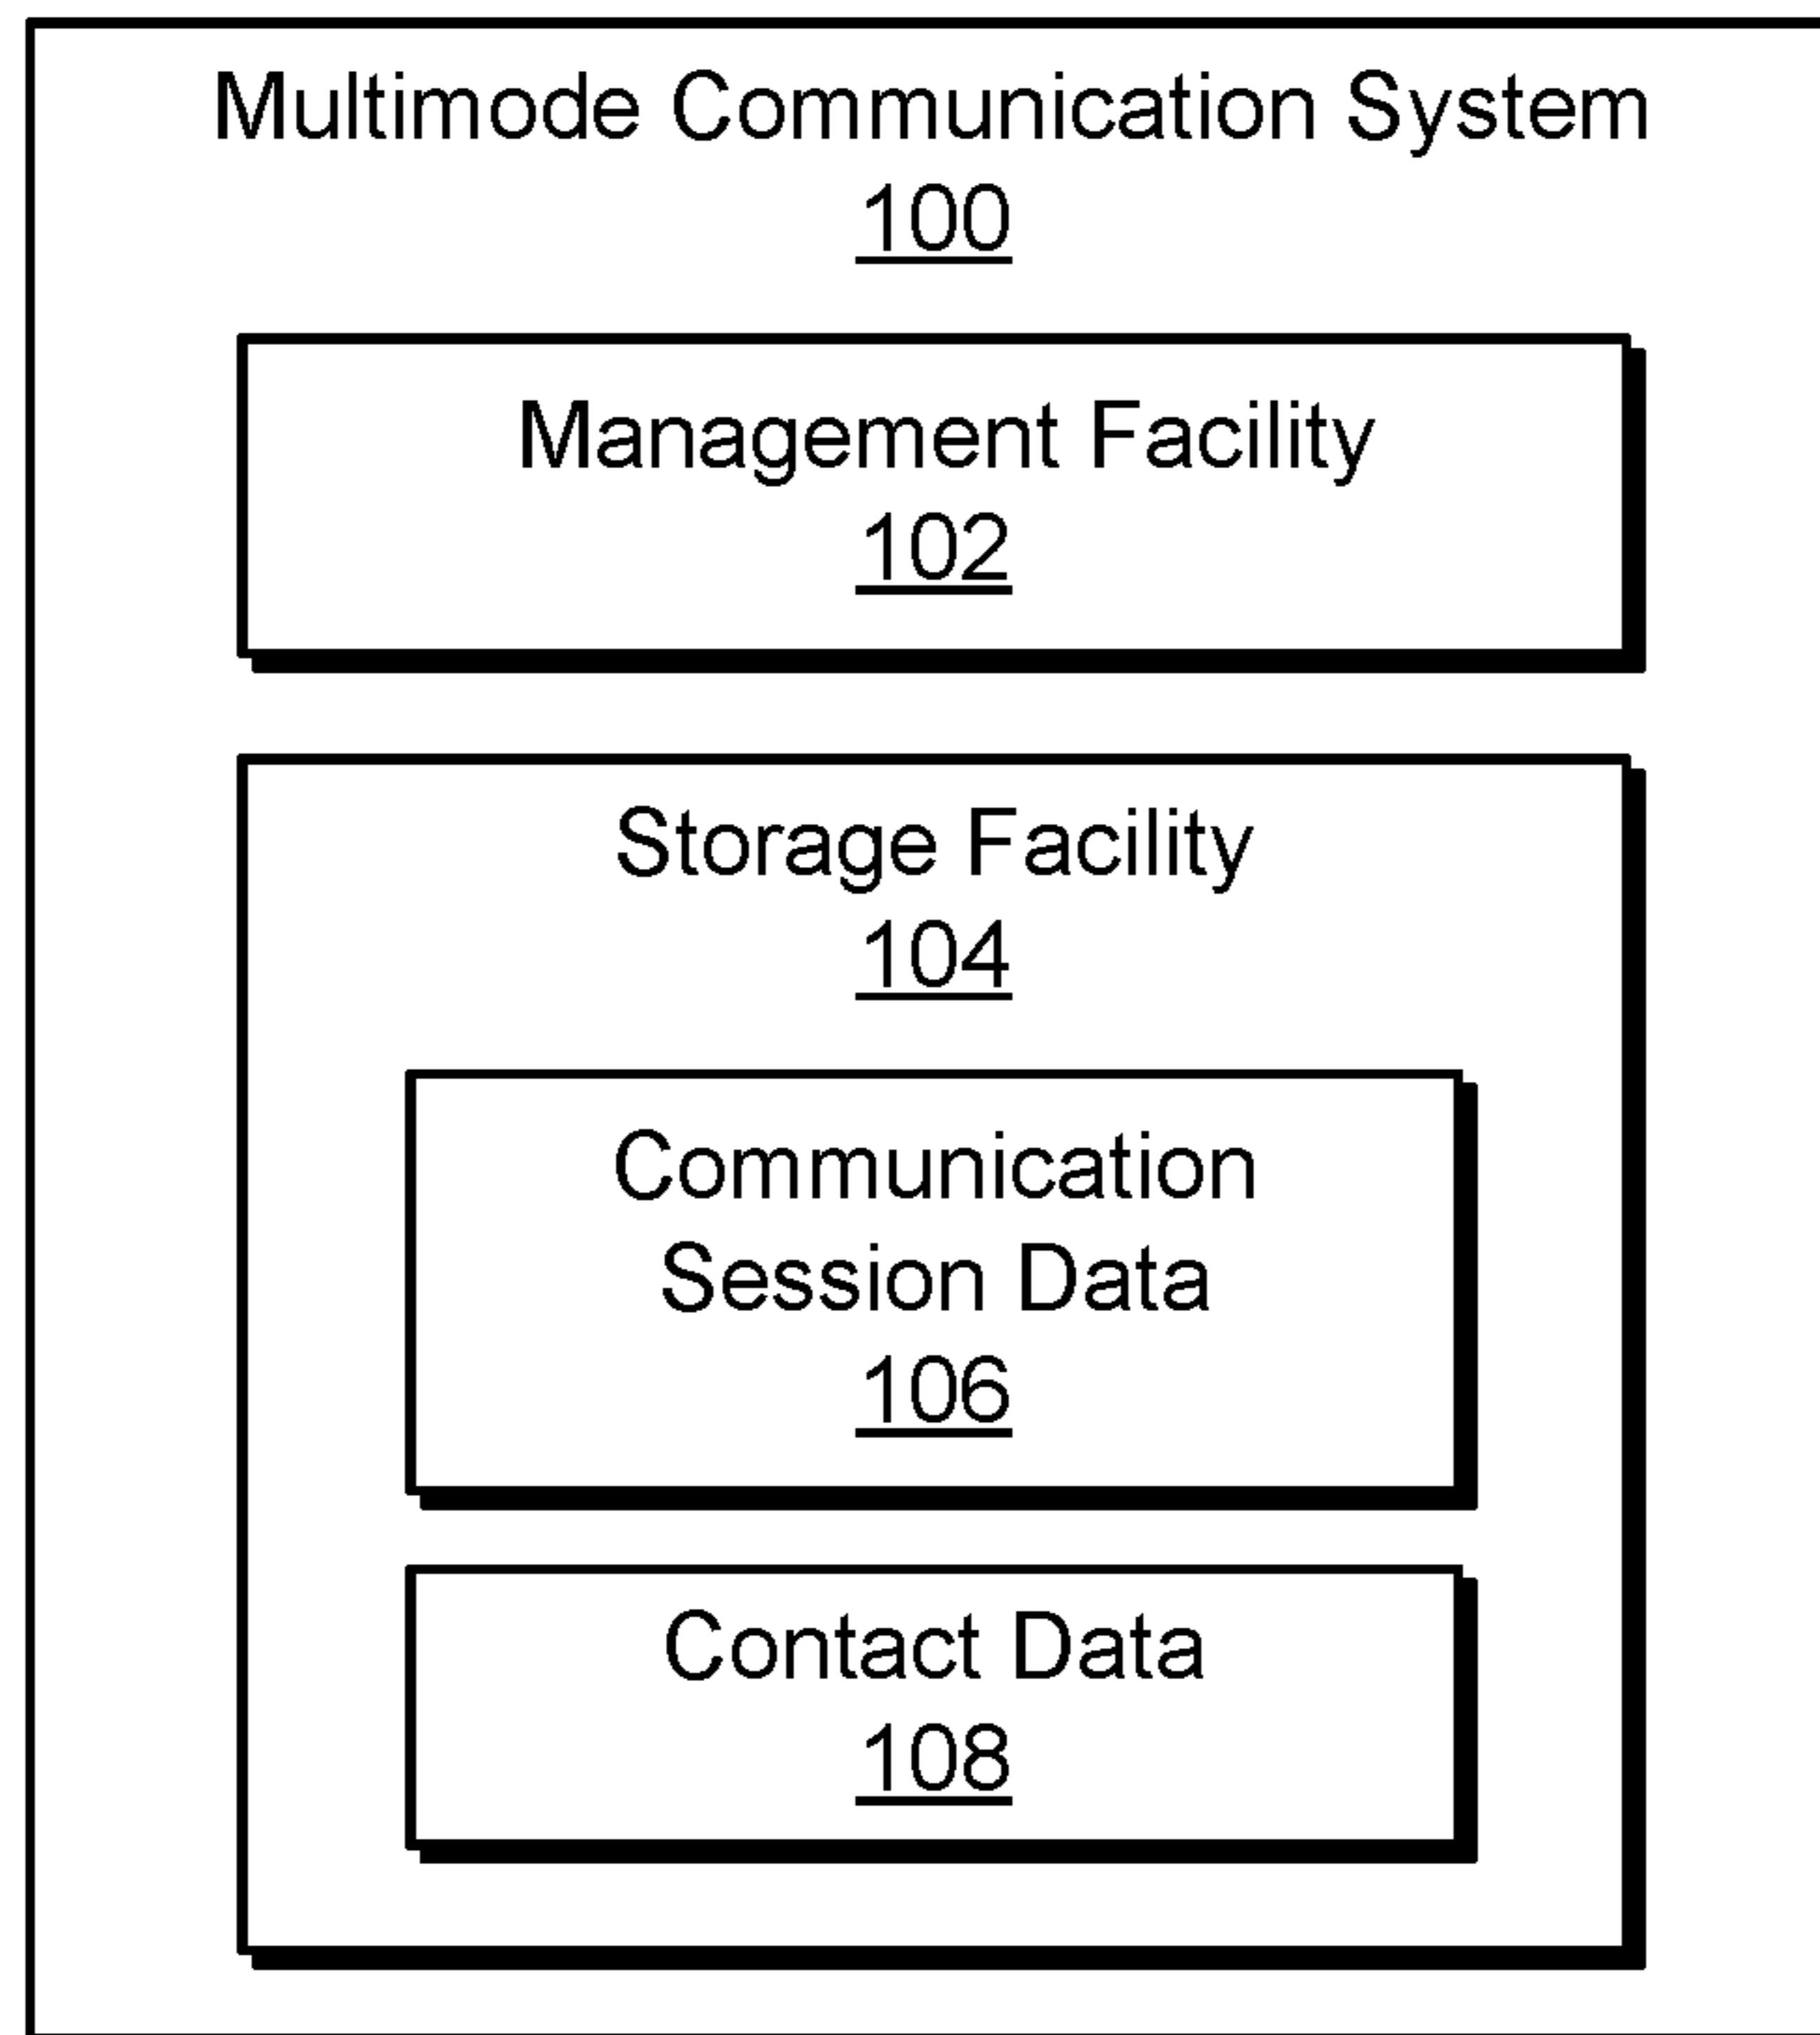 Multimode Communication System
100
Management Facility
102
Storage Facility
104
Communication
Session Data
106
Contact Data
108